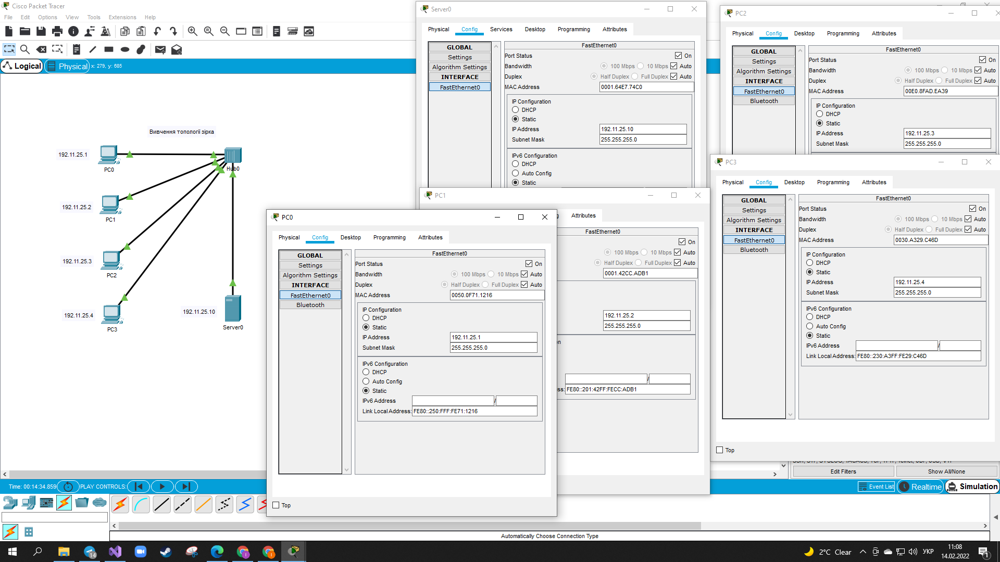 Cisco Packet Tracer
File Edit Options View Tools Extensions Help
Logical
Physical
x: 279, y: 685
Вивчення топології зірка
192.11.25.1
PC0
Hub0
192.11.25.2
PC1
192.11.25.3
PC2
192.11.25.4
PC3
192.11.25.10
Server0
Server0
Physical Config Services Desktop Programming Attributes
GLOBAL
Settings
Algorithm Settings
INTERFACE
FastEthernet0
FastEthernet0
Port Status On
Bandwidth 100 Mbps 10 Mbps Auto
Duplex Half Duplex Full Duplex Auto
MAC Address 0001.64E7.74C0
IP Configuration
DHCP
Static
IP Address 192.11.25.10
Subnet Mask 255.255.255.0
IPv6 Configuration
DHCP
Auto Config
Static
PC2
Physical Config Desktop Programming Attributes
GLOBAL
Settings
Algorithm Settings
INTERFACE
FastEthernet0
Bluetooth
FastEthernet0
Port Status On
Bandwidth 100 Mbps 10 Mbps Auto
Duplex Half Duplex Full Duplex Auto
MAC Address 00E0.8FAD.EA39
IP Configuration
DHCP
Static
IP Address 192.11.25.3
Subnet Mask 255.255.255.0
PC1
Attributes
FastEthernet0
On
100 Mbps 10 Mbps Auto
Half Duplex Full Duplex Auto
0001.42CC.ADB1
192.11.25.2
255.255.255.0
/
FE80::201:42FF:FECC:ADB1
PC3
Physical Config Desktop Programming Attributes
GLOBAL
Settings
Algorithm Settings
INTERFACE
FastEthernet0
Bluetooth
FastEthernet0
Port Status On
Bandwidth 100 Mbps 10 Mbps Auto
Duplex Half Duplex Full Duplex Auto
MAC Address 0030.A329.C46D
IP Configuration
DHCP
Static
IP Address 192.11.25.4
Subnet Mask 255.255.255.0
IPv6 Configuration
DHCP
Auto Config
Static
IPv6 Address /
Link Local Address: FE80::230:A3FF:FE29:C46D
Top
PC0
Physical Config Desktop Programming Attributes
GLOBAL
Settings
Algorithm Settings
INTERFACE
FastEthernet0
Bluetooth
FastEthernet0
Port Status On
Bandwidth 100 Mbps 10 Mbps Auto
Duplex Half Duplex Full Duplex Auto
MAC Address 0050.0F71.1216
IP Configuration
DHCP
Static
IP Address 192.11.25.1
Subnet Mask 255.255.255.0
IPv6 Configuration
DHCP
Auto Config
Static
IPv6 Address /
Link Local Address: FE80::250:FFF:FE71:1216
Top
Edit Filters Show All/None
Time: 00:14:34.859 PLAY CONTROLS:
Event List Realtime Simulation
Automatically Choose Connection Type
14
2°C Clear
УКР
11:08
14.02.2022
1